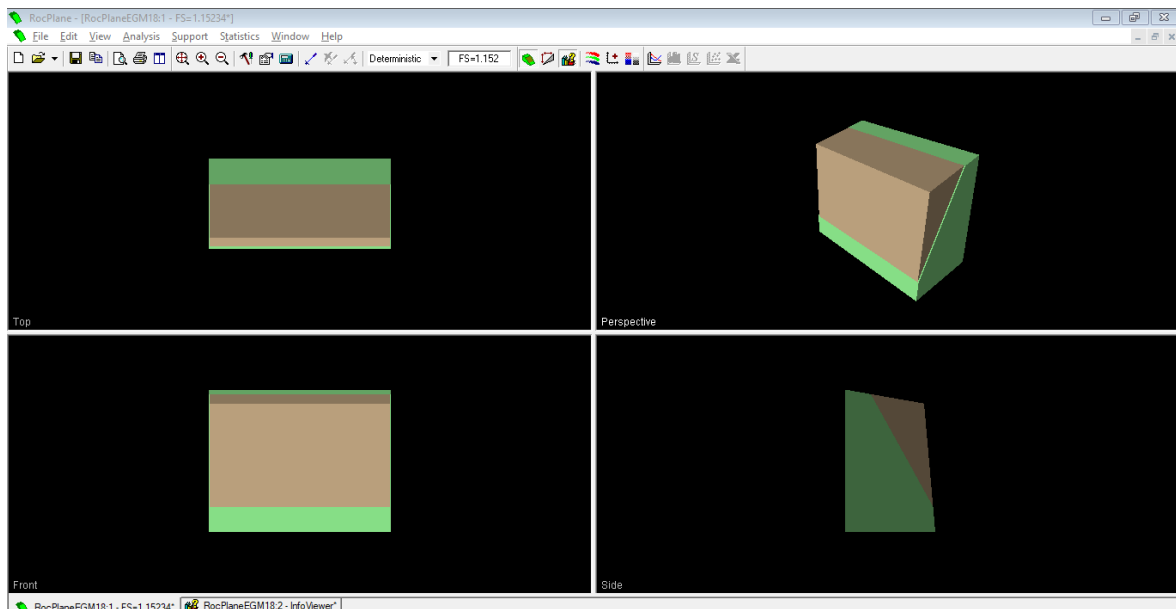 RocPlane - [RocPlaneEGM18:1 - FS=1.15234*]
File Edit View Analysis Support Statistics Window Help
Deterministic FS=1.152
Top
Perspective
Front
Side
RocPlaneEGM18:1 - FS=1.15234* RocPlaneEGM18:2 - InfoViewer*